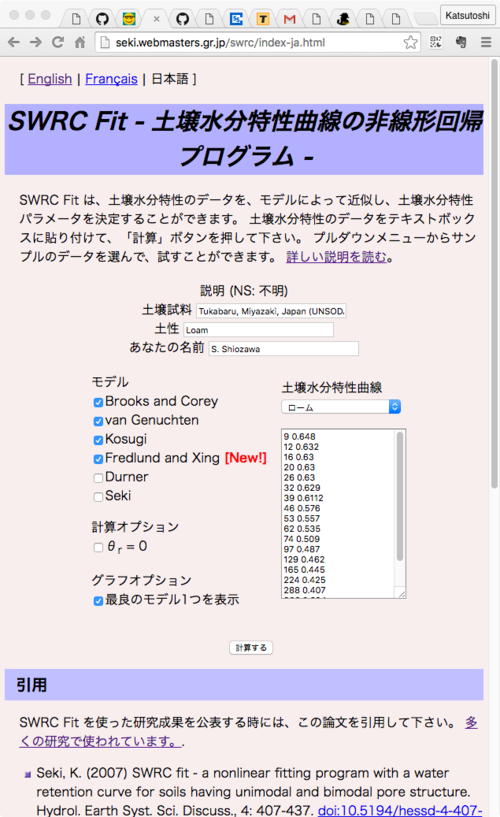 Katsutoshi
seki.webmasters.gr.jp/swrc/index-ja.html
[ English | Français | 日本語 ]
SWRC Fit - 土壌水分特性曲線の非線形回帰
プログラム -
SWRC Fit は、土壌水分特性のデータを、モデルによって近似し、土壌水分特性
パラメータを決定することができます。 土壌水分特性のデータをテキストボック
スに貼り付けて、「計算」ボタンを押して下さい。 プルダウンメニューからサン
プルのデータを選んで、試すことができます。 詳しい説明を読む。
説明 (NS: 不明)
土壌試料 Tukabaru, Miyazaki, Japan (UNSOD
土性 Loam
あなたの名前 S. Shiozawa
モデル
Brooks and Corey
van Genuchten
Kosugi
Fredlund and Xing [New!]
Durner
Seki
計算オプション
θ r = 0
グラフオプション
最良のモデル1つを表示
土壌水分特性曲線
ローム
9 0.648
12 0.632
16 0.63
20 0.63
26 0.63
32 0.629
39 0.6112
46 0.576
53 0.557
62 0.535
74 0.509
97 0.487
129 0.462
165 0.445
224 0.425
288 0.407
計算する
引用
SWRC Fit を使った研究成果を公表する時には、この論文を引用して下さい。 多
くの研究で使われています。.
Seki, K. (2007) SWRC fit - a nonlinear fitting program with a water
retention curve for soils having unimodal and bimodal pore structure.
Hydrol. Earth Syst. Sci. Discuss., 4: 407-437. doi:10.5194/hessd-4-407-